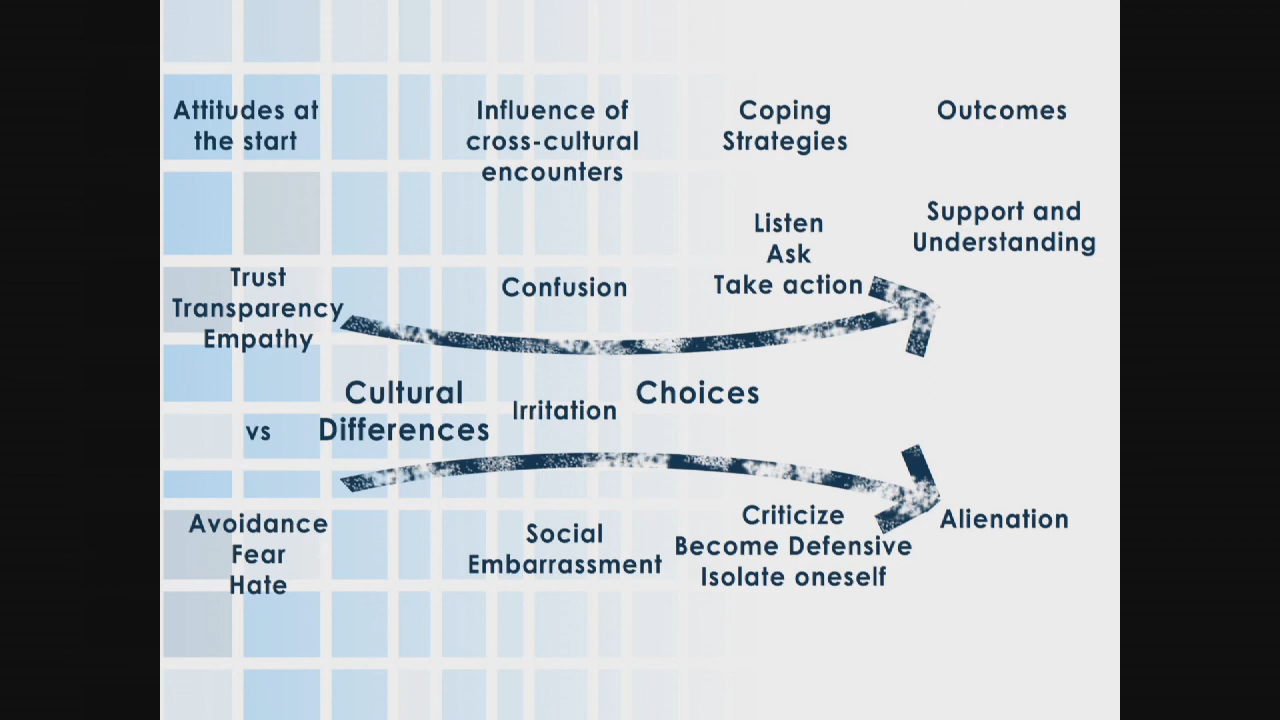 Attitudes at
the start
Influence of
cross-cultural
encounters
Coping
Strategies
Outcomes
Trust
Transparency
Empathy
Confusion
Listen
Ask
Take action
Support and
Understanding
vs
Cultural
Differences
Irritation
Choices
Avoidance
Fear
Hate
Social
Embarrassment
Criticize
Become Defensive
Isolate oneself
Alienation